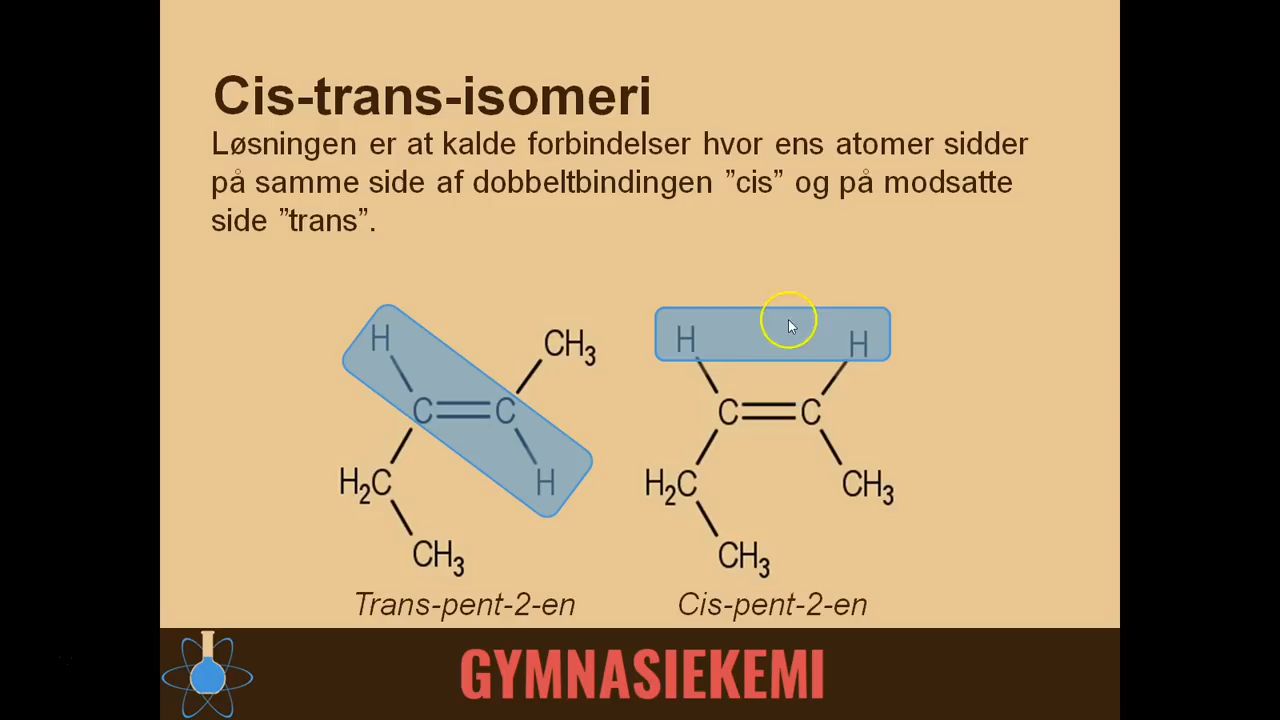 Cis-trans-isomeri
Løsningen er at kalde forbindelser hvor ens atomer sidder
på samme side af dobbeltbindingen ”cis” og på modsatte
side ”trans”.
H CH3 H H
C C C C
H2C H H2C CH3
CH3 CH3
Trans-pent-2-en Cis-pent-2-en
GYMNASIEKEMI